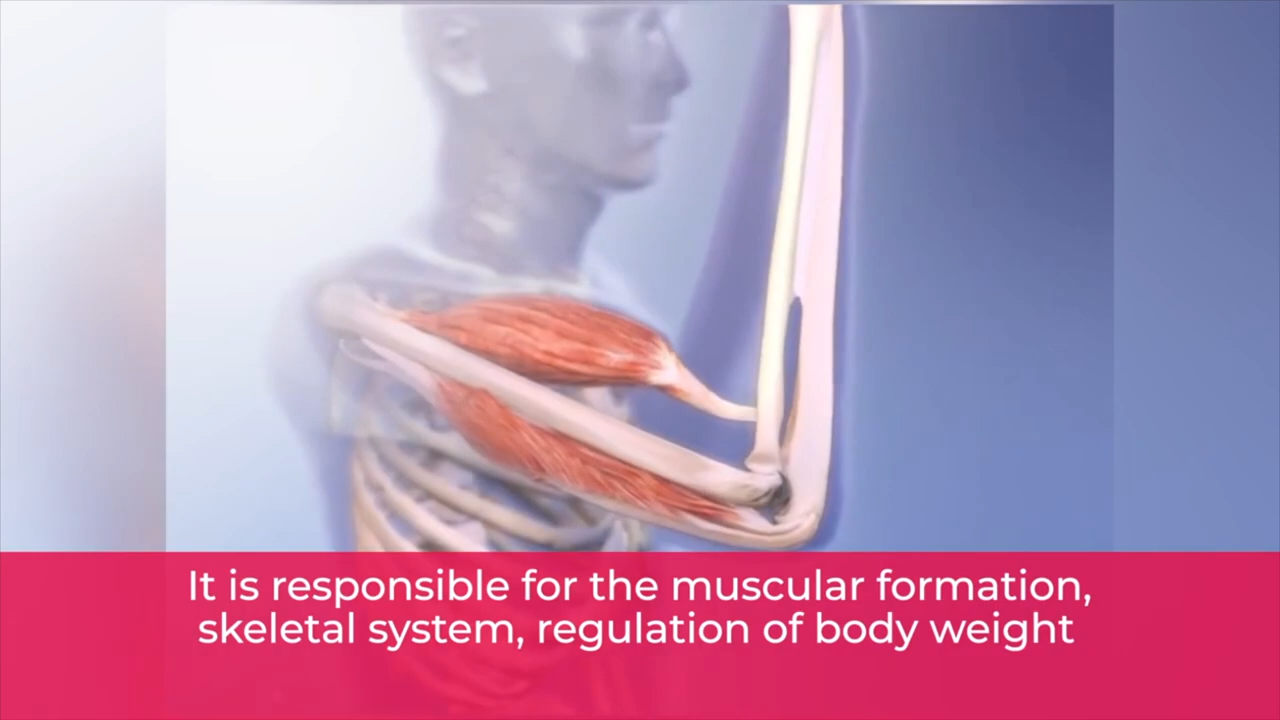 It is responsible for the muscular formation,
skeletal system, regulation of body weight